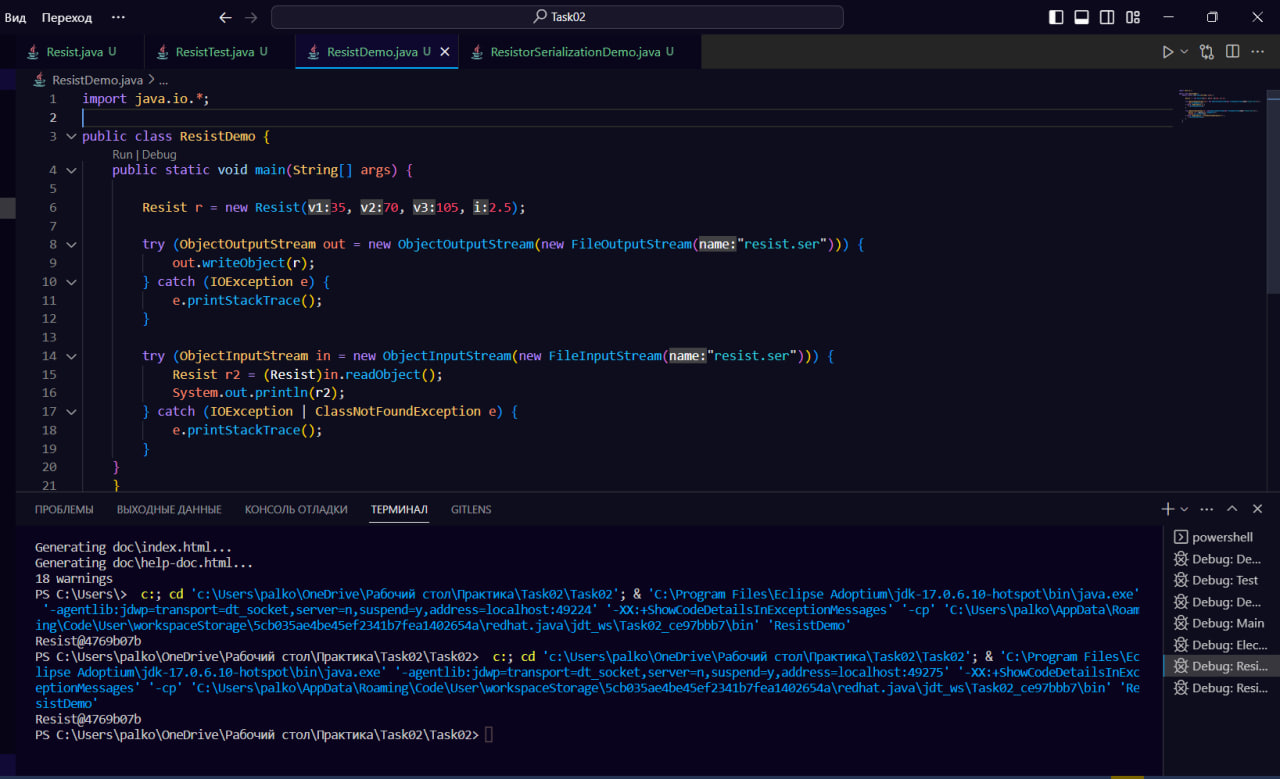 Вид Переход ··· Task02
Resist.java U ResistTest.java U ResistDemo.java U ResistorSerializationDemo.java U
ResistDemo.java > ...
1 import java.io.*;
2
3 public class ResistDemo {
Run | Debug
4 public static void main(String[] args) {
5
6 Resist r = new Resist(v1:35, v2:70, v3:105, i:2.5);
7
8 try (ObjectOutputStream out = new ObjectOutputStream(new FileOutputStream(name:"resist.ser"))) {
9 out.writeObject(r);
10 } catch (IOException e) {
11 e.printStackTrace();
12 }
13
14 try (ObjectInputStream in = new ObjectInputStream(new FileInputStream(name:"resist.ser"))) {
15 Resist r2 = (Resist)in.readObject();
16 System.out.println(r2);
17 } catch (IOException | ClassNotFoundException e) {
18 e.printStackTrace();
19 }
20 }
21 }
ПРОБЛЕМЫ ВЫХОДНЫЕ ДАННЫЕ КОНСОЛЬ ОТЛАДКИ ТЕРМИНАЛ GITLENS
Generating doc\index.html...
Generating doc\help-doc.html...
18 warnings
PS C:\Users\> c:; cd 'c:\Users\palko\OneDrive\Рабочий стол\Практика\Task02\Task02'; & 'C:\Program Files\Eclipse Adoptium\jdk-17.0.6.10-hotspot\bin\java.exe'
'-agentlib:jdwp=transport=dt_socket,server=n,suspend=y,address=localhost:49224' '-XX:+ShowCodeDetailsInExceptionMessages' '-cp' 'C:\Users\palko\AppData\Roam
ing\Code\User\workspaceStorage\5cb035ae4be45ef2341b7fea1402654a\redhat.java\jdt_ws\Task02_ce97bbb7\bin' 'ResistDemo'
Resist@4769b07b
PS C:\Users\palko\OneDrive\Рабочий стол\Практика\Task02\Task02> c:; cd 'c:\Users\palko\OneDrive\Рабочий стол\Практика\Task02\Task02'; & 'C:\Program Files\Ec
lipse Adoptium\jdk-17.0.6.10-hotspot\bin\java.exe' '-agentlib:jdwp=transport=dt_socket,server=n,suspend=y,address=localhost:49275' '-XX:+ShowCodeDetailsInExc
eptionMessages' '-cp' 'C:\Users\palko\AppData\Roaming\Code\User\workspaceStorage\5cb035ae4be45ef2341b7fea1402654a\redhat.java\jdt_ws\Task02_ce97bbb7\bin' 'Re
sistDemo'
Resist@4769b07b
PS C:\Users\palko\OneDrive\Рабочий стол\Практика\Task02\Task02>
powershell
Debug: De...
Debug: Test
Debug: De...
Debug: Main
Debug: Elec...
Debug: Resi...
Debug: Resi...